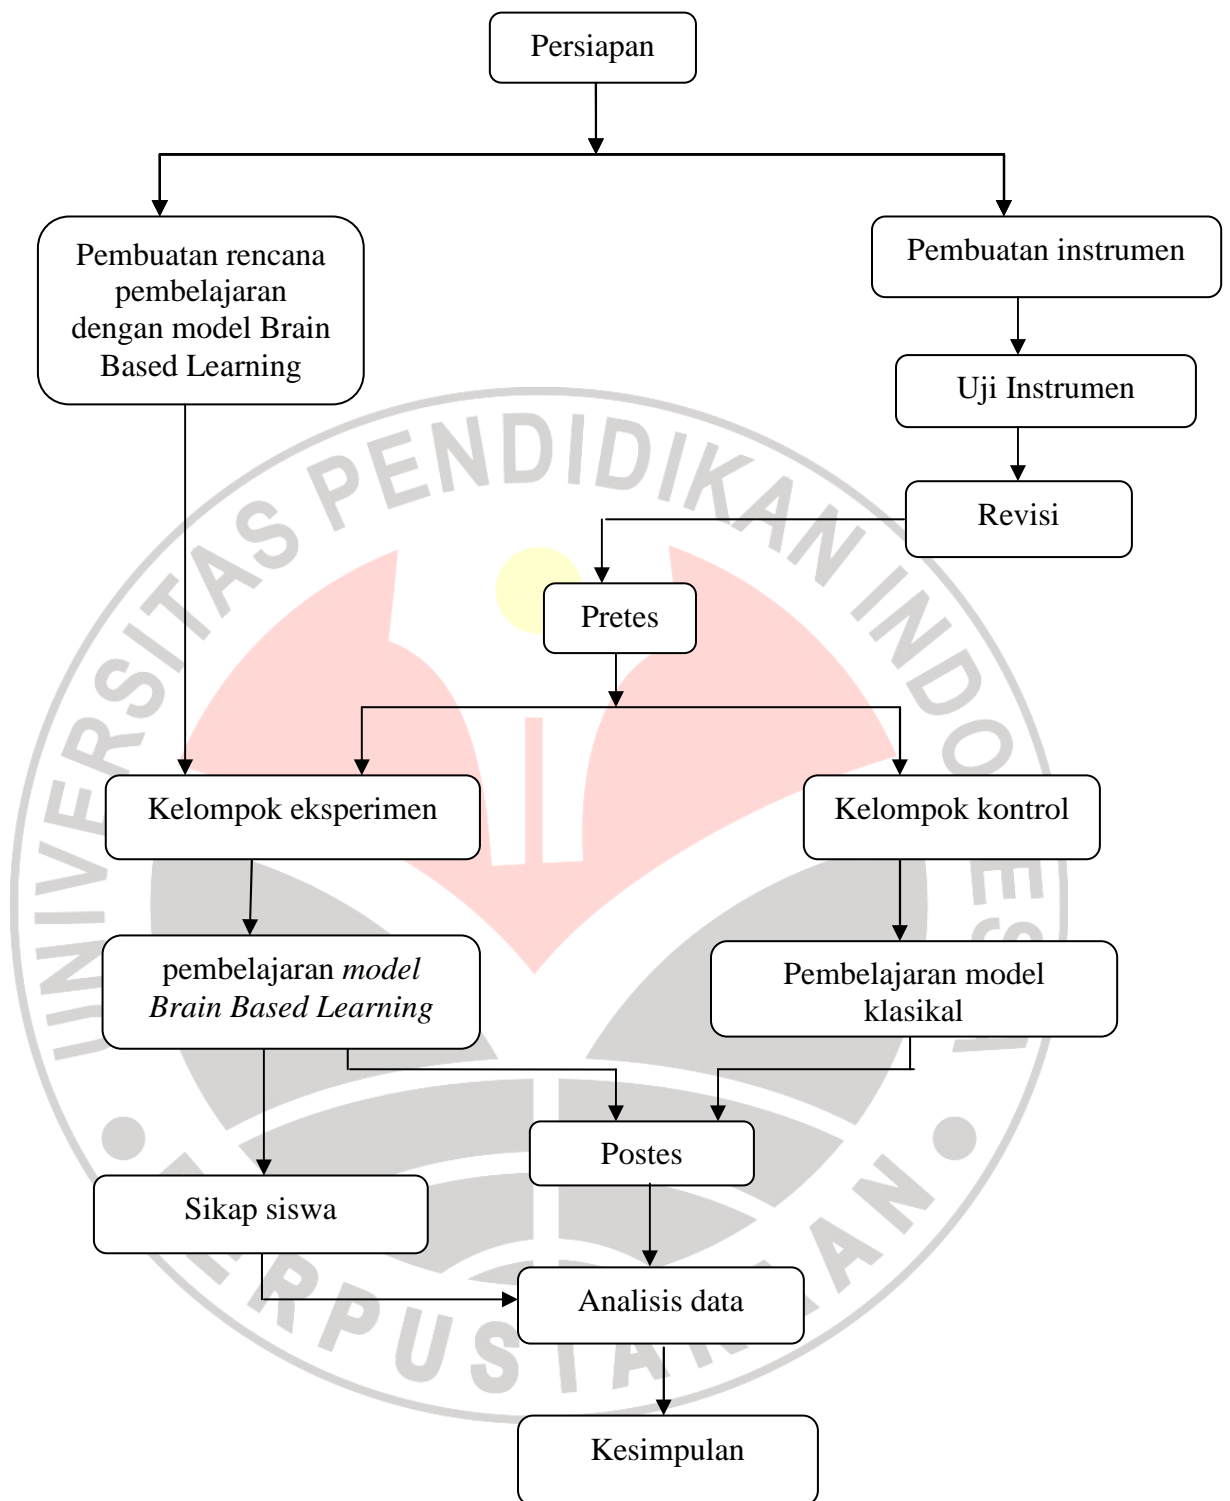 Persiapan
Pembuatan rencana
pembelajaran
dengan model Brain
Based Learning
Pembuatan instrumen
Uji Instrumen
Revisi
Pretes
Kelompok eksperimen
Kelompok kontrol
pembelajaran model
Brain Based Learning
Pembelajaran model
klasikal
Postes
Sikap siswa
Analisis data
Kesimpulan
UNIVERSITAS PENDIDIKAN INDONESIA
PERPUSTAKAAN